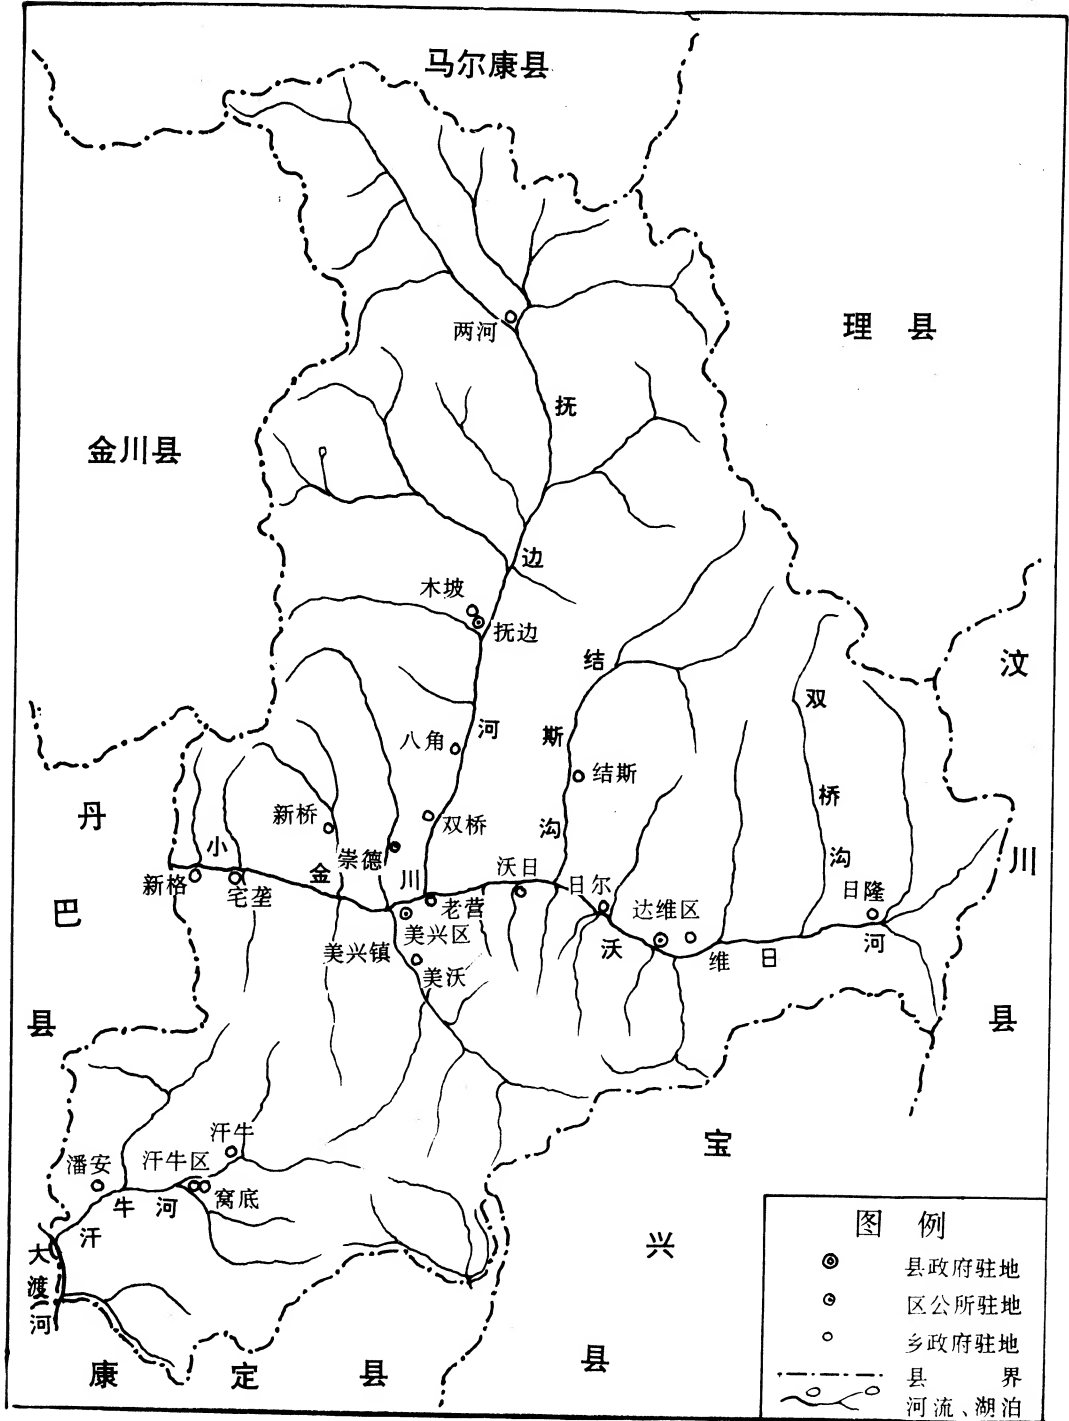 马尔康县
理县
金川县
两河
抚
边
河
木坡
抚边
八角
双桥
结
斯
沟
结斯
双
桥
沟
汶
川
县
丹
巴
县
新桥
崇德
小
金
川
新格
宅垄
老营
美兴区
美兴镇
美沃
沃日
日尔
达维区
日隆
沃
维
日
河
潘安
汗牛区
汗牛
窝底
汗
牛
河
大
渡
河
康定县
宝
兴
县
图例
县政府驻地
区公所驻地
乡政府驻地
县界
河流、湖泊